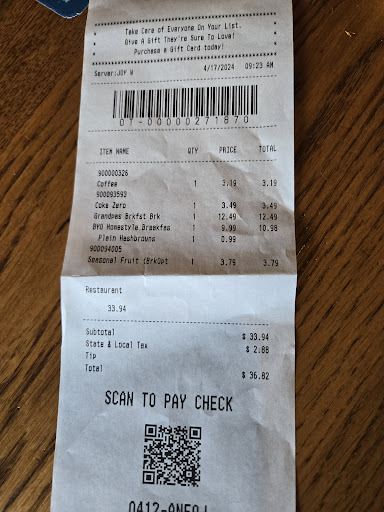 Take Care of Everyone On Your List.
Give A Gift They're Sure To Love!
Purchase a Gift Card today!
Server:JOY W 4/17/2024 09:23 AM
01-00000271870
ITEM NAME QTY PRICE TOTAL
900000326
Coffee 1 3.19 3.19
900093593
Coke Zero 1 3.49 3.49
Grandpas Brkfst Brk 1 12.49 12.49
BYO Homestyle Breakfas 1 9.99 10.98
Plain Hashbrowns 1 0.99
900094005
Seasonal Fruit (BrkOpt 1 3.79 3.79
Restaurant
33.94
Subtotal $ 33.94
State & Local Tax $ 2.88
Tip
Total $ 36.82
SCAN TO PAY CHECK